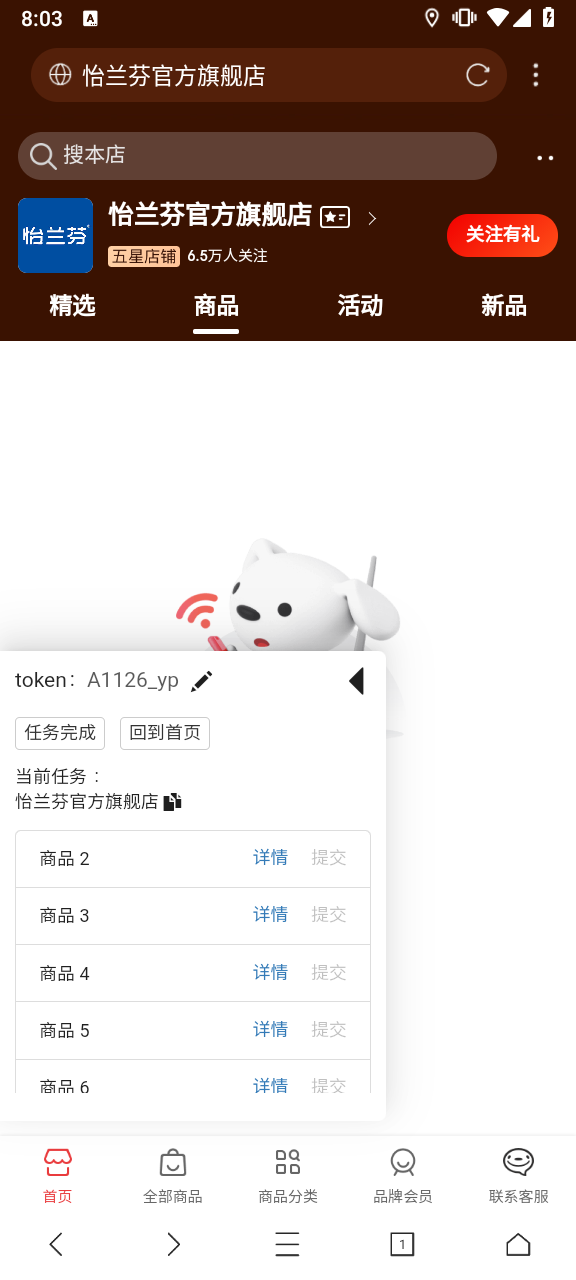 8:03
A
怡兰芬官方旗舰店
搜本店
怡兰芬
怡兰芬官方旗舰店
五星店铺 6.5万人关注
关注有礼
精选 商品 活动 新品
token: A1126_yp
任务完成 回到首页
当前任务：
怡兰芬官方旗舰店
商品 2 详情 提交
商品 3 详情 提交
商品 4 详情 提交
商品 5 详情 提交
商品 6 详情 提交
首页 全部商品 商品分类 品牌会员 联系客服
1